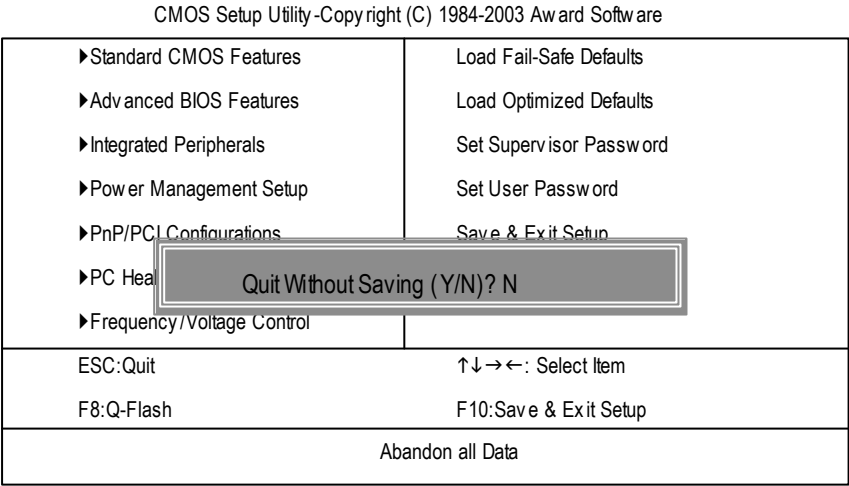 CMOS Setup Utility-Copyright (C) 1984-2003 Award Software
▶Standard CMOS Features Load Fail-Safe Defaults
▶Advanced BIOS Features Load Optimized Defaults
▶Integrated Peripherals Set Supervisor Password
▶Power Management Setup Set User Password
▶PnP/PCI Configurations Save & Exit Setup
▶PC Heal
Quit Without Saving (Y/N)? N
▶Frequency/Voltage Control
ESC:Quit ↑↓→←: Select Item
F8:Q-Flash F10:Save & Exit Setup
Abandon all Data